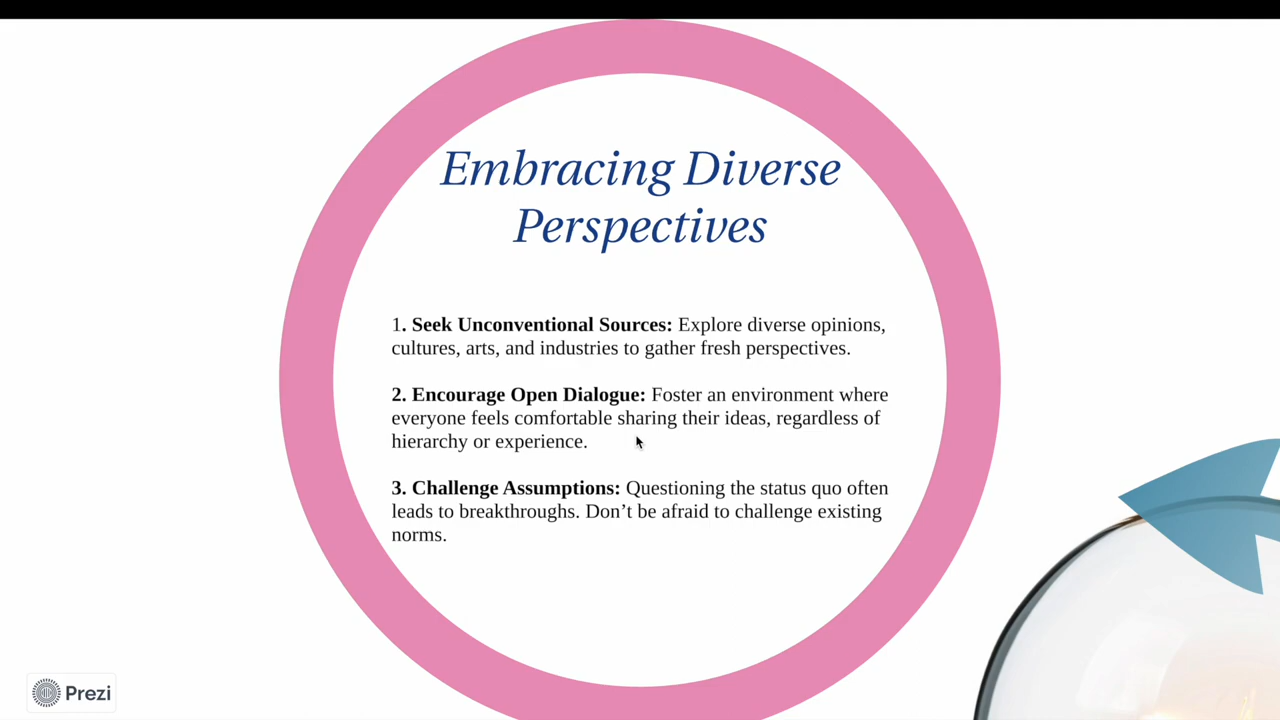 Embracing Diverse
Perspectives
1. Seek Unconventional Sources: Explore diverse opinions,
cultures, arts, and industries to gather fresh perspectives.
2. Encourage Open Dialogue: Foster an environment where
everyone feels comfortable sharing their ideas, regardless of
hierarchy or experience.
3. Challenge Assumptions: Questioning the status quo often
leads to breakthroughs. Don’t be afraid to challenge existing
norms.
Prezi